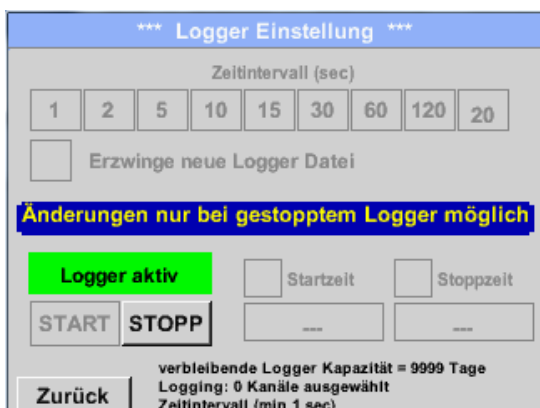 *** Logger Einstellung ***
Zeitintervall (sec)
1 2 5 10 15 30 60 120 20
Erzwinge neue Logger Datei
Änderungen nur bei gestopptem Logger möglich
Logger aktiv
Startzeit
Stoppzeit
START STOPP
---
---
verbleibende Logger Kapazität = 9999 Tage
Logging: 0 Kanäle ausgewählt
Zeitintervall (min 1 sec)
Zurück